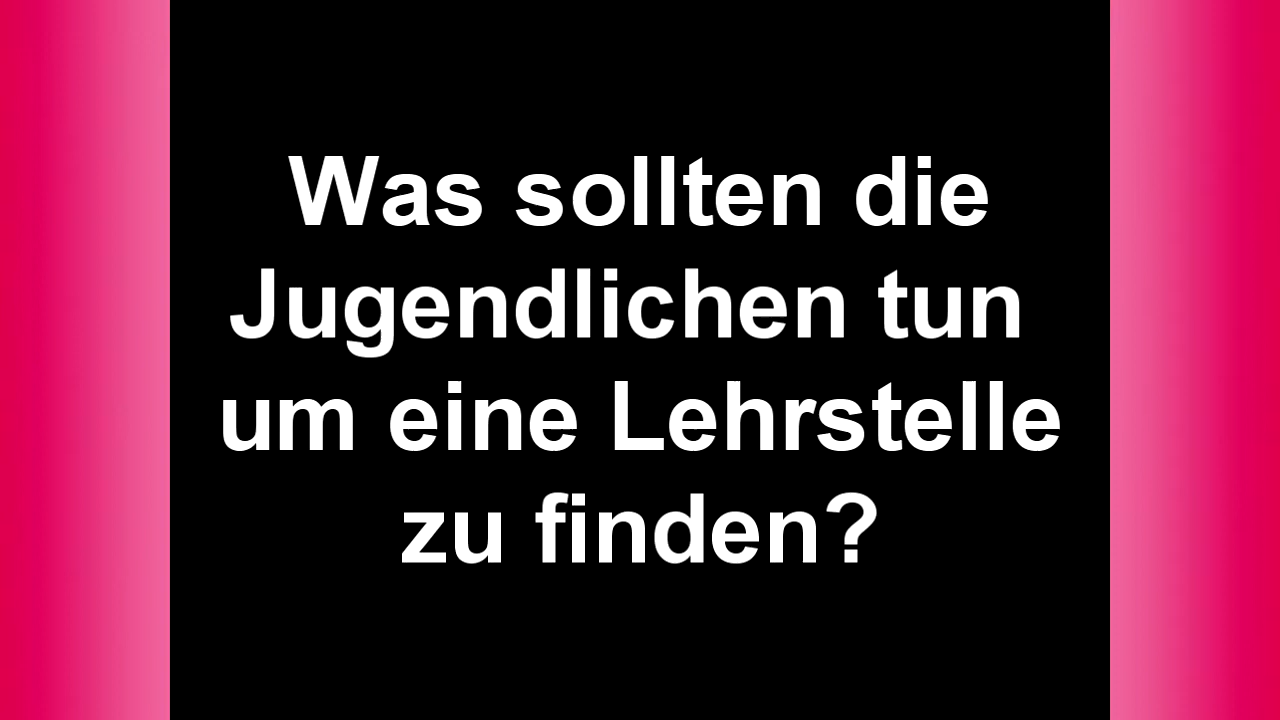 Was sollten die
Jugendlichen tun
um eine Lehrstelle
zu finden?